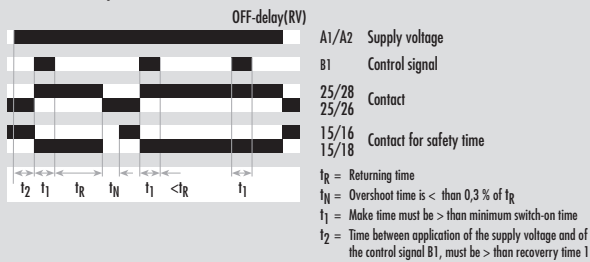 OFF-delay(RV)
A1/A2 Supply voltage
B1 Control signal
25/28
25/26 Contact
15/16
15/18 Contact for safety time
t2 t1 tR tN t1 <tR t1
tR = Returning time
tN = Overshoot time is < than 0,3 % of tR
t1 = Make time must be > than minimum switch-on time
t2 = Time between application of the supply voltage and of
the control signal B1, must be > than recoverry time 1